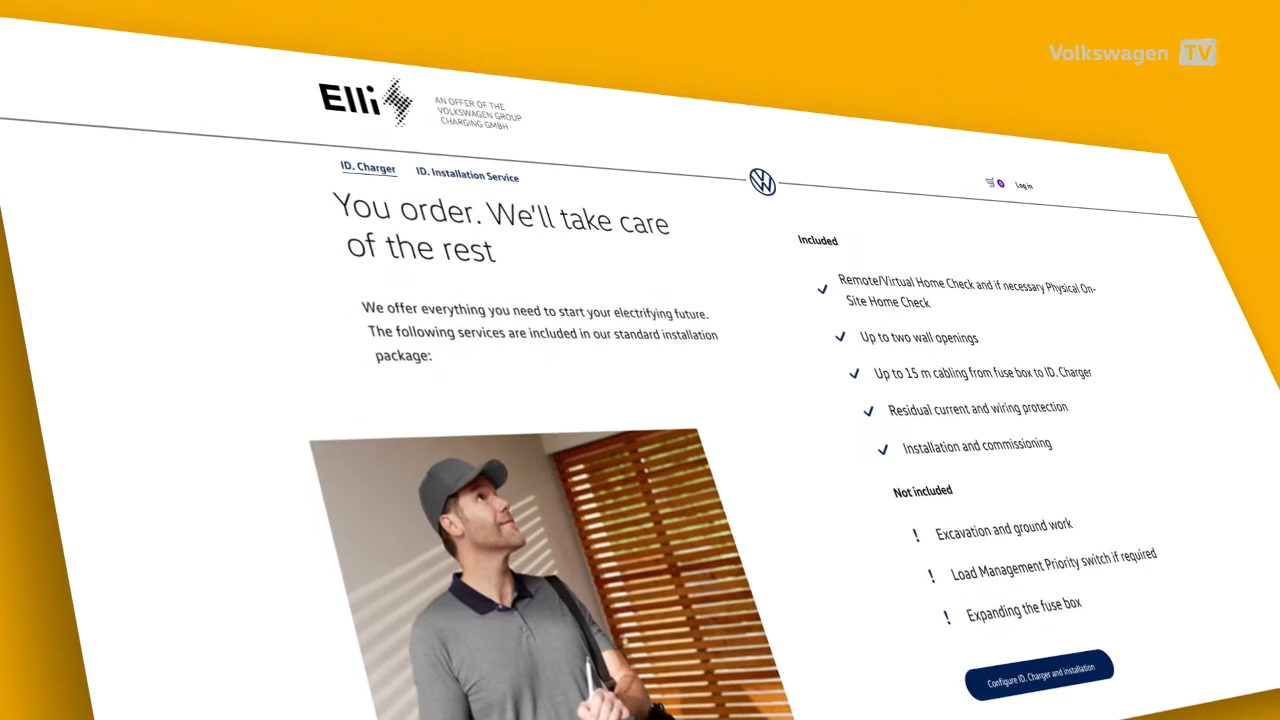 Volkswagen TV
Elli
AN OFFER OF THE
VOLKSWAGEN GROUP
CHARGING GMBH
ID. Charger
ID. Installation Service
Log in
You order. We'll take care
of the rest
We offer everything you need to start your electrifying future.
The following services are included in our standard installation
package:
Included
Remote/Virtual Home Check and if necessary Physical On-
Site Home Check
Up to two wall openings
Up to 15 m cabling from fuse box to ID. Charger
Residual current and wiring protection
Installation and commissioning
Not included
! Excavation and ground work
! Load Management Priority switch if required
! Expanding the fuse box
Configure ID. Charger and installation